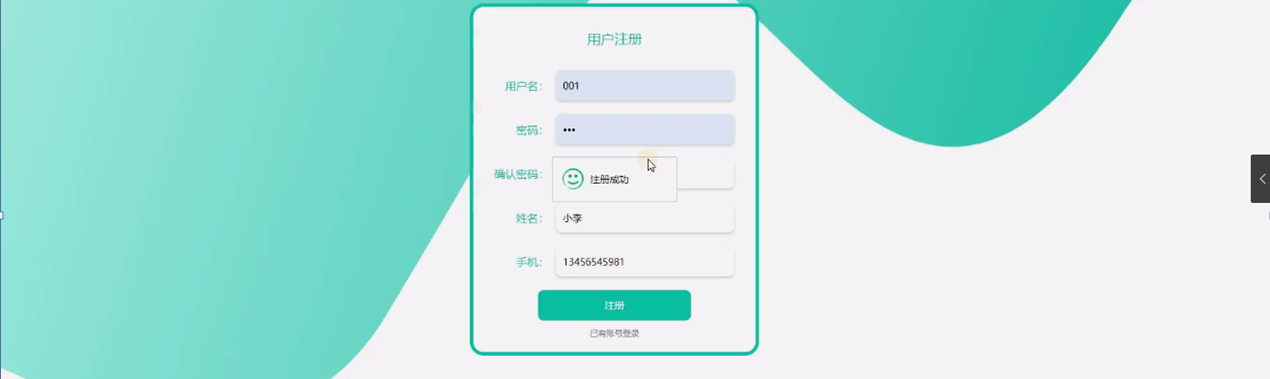 用户注册
用户名：
001
密码：
•••
确认密码：
注册成功
姓名：
小李
手机：
13456545981
注册
已有账号登录